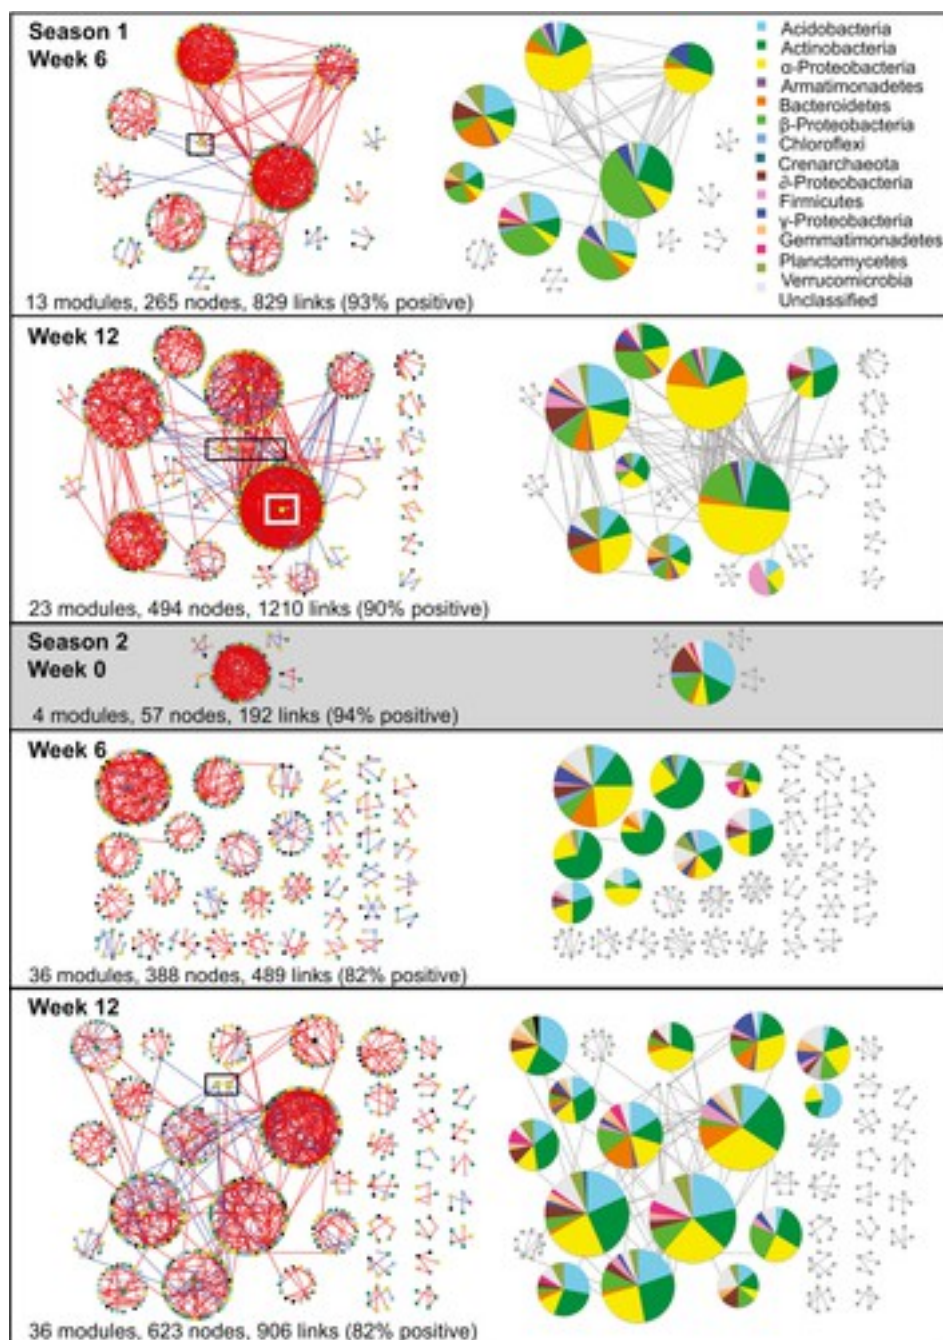 Season 1
Week 6
Acidobacteria
Actinobacteria
α-Proteobacteria
Armatimonadetes
Bacteroidetes
β-Proteobacteria
Chloroflexi
Crenarchaeota
∂-Proteobacteria
Firmicutes
γ-Proteobacteria
Gemmatimonadetes
Planctomycetes
Verrucomicrobia
Unclassified
13 modules, 265 nodes, 829 links (93% positive)
Week 12
23 modules, 494 nodes, 1210 links (90% positive)
Season 2
Week 0
4 modules, 57 nodes, 192 links (94% positive)
Week 6
36 modules, 388 nodes, 489 links (82% positive)
Week 12
36 modules, 623 nodes, 906 links (82% positive)